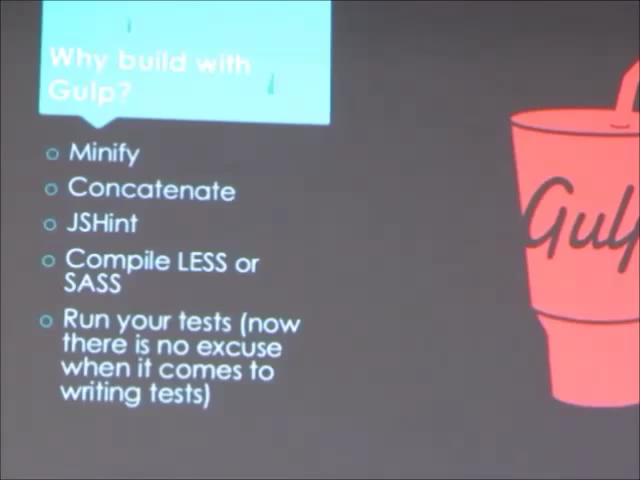 Why build with
Gulp?
Minify
Concatenate
JSHint
Compile LESS or
SASS
Run your tests (now
there is no excuse
when it comes to
writing tests)
Gulp